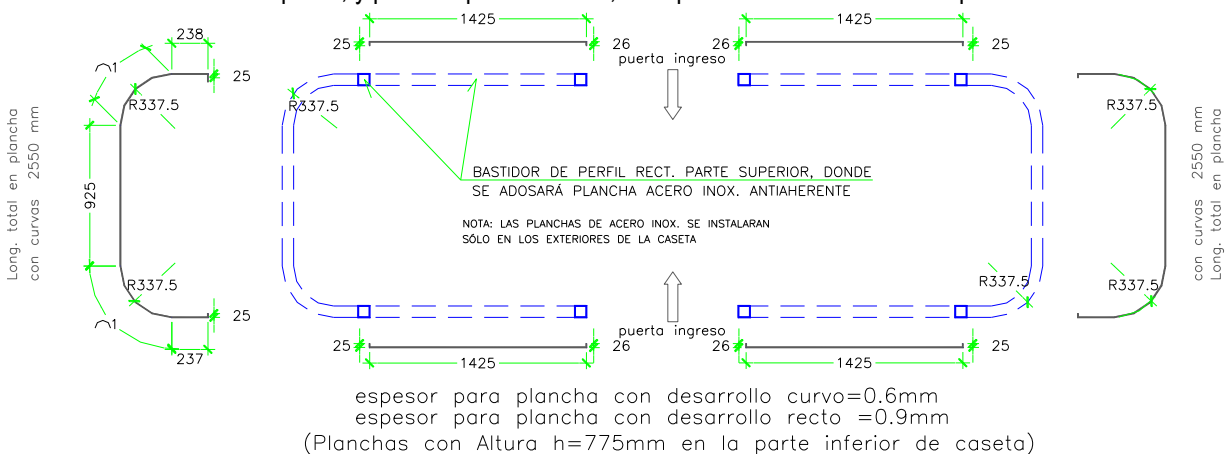 1425
1425
238
25
26
26
25
puerta ingreso
25
R337.5
R337.5
R337.5
Long. total en plancha
con curvas 2550 mm
925
BASTIDOR DE PERFIL RECT. PARTE SUPERIOR, DONDE
SE ADOSARÁ PLANCHA ACERO INOX. ANTIAHERENTE
NOTA: LAS PLANCHAS DE ACERO INOX. SE INSTALARAN
SÓLO EN LOS EXTERIORES DE LA CASETA
con curvas 2550 mm
Long. total en plancha
R337.5
R337.5
R337.5
25
puerta ingreso
237
25
26
26
25
1425
1425
espesor para plancha con desarrollo curvo=0.6mm
espesor para plancha con desarrollo recto =0.9mm
(Planchas con Altura h=775mm en la parte inferior de caseta)